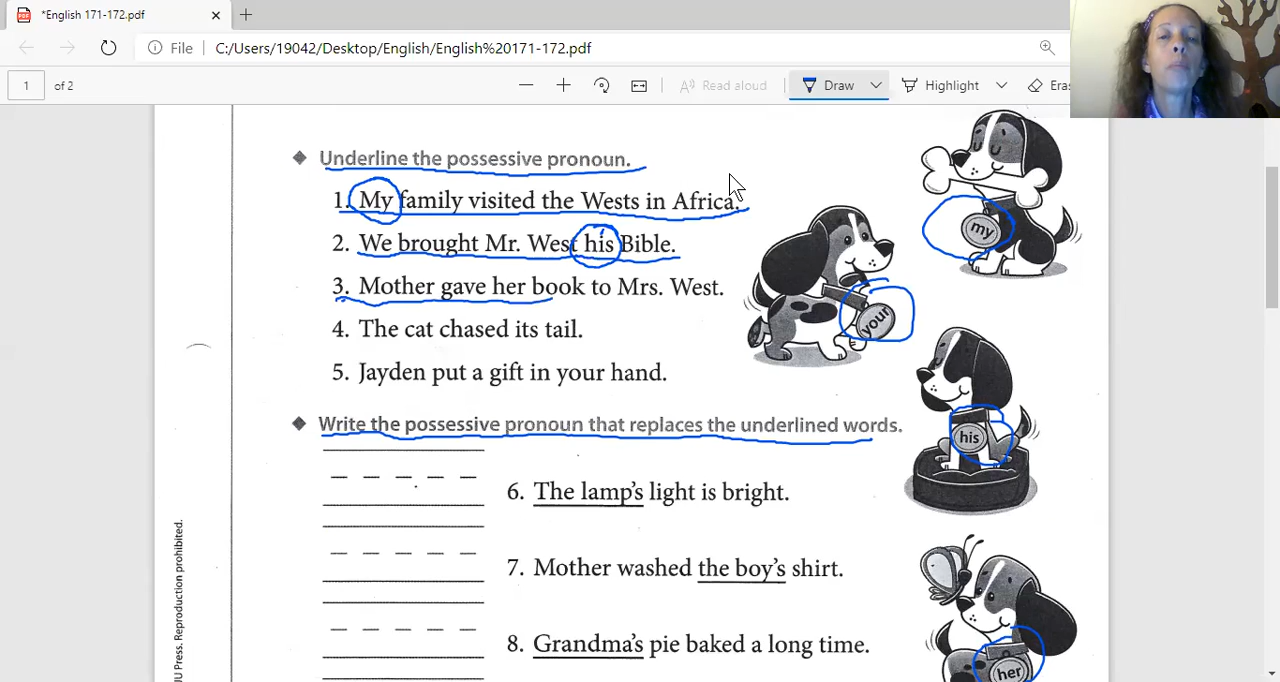 *English 171-172.pdf
File
C:/Users/19042/Desktop/English/English%20171-172.pdf
1 of 2
Read aloud
Draw
Highlight
Eras
Underline the possessive pronoun.
1. My family visited the Wests in Africa.
2. We brought Mr. West his Bible.
3. Mother gave her book to Mrs. West.
4. The cat chased its tail.
5. Jayden put a gift in your hand.
my
your
his
Write the possessive pronoun that replaces the underlined words.
6. The lamp's light is bright.
7. Mother washed the boy's shirt.
8. Grandma's pie baked a long time.
her
JU Press. Reproduction prohibited.